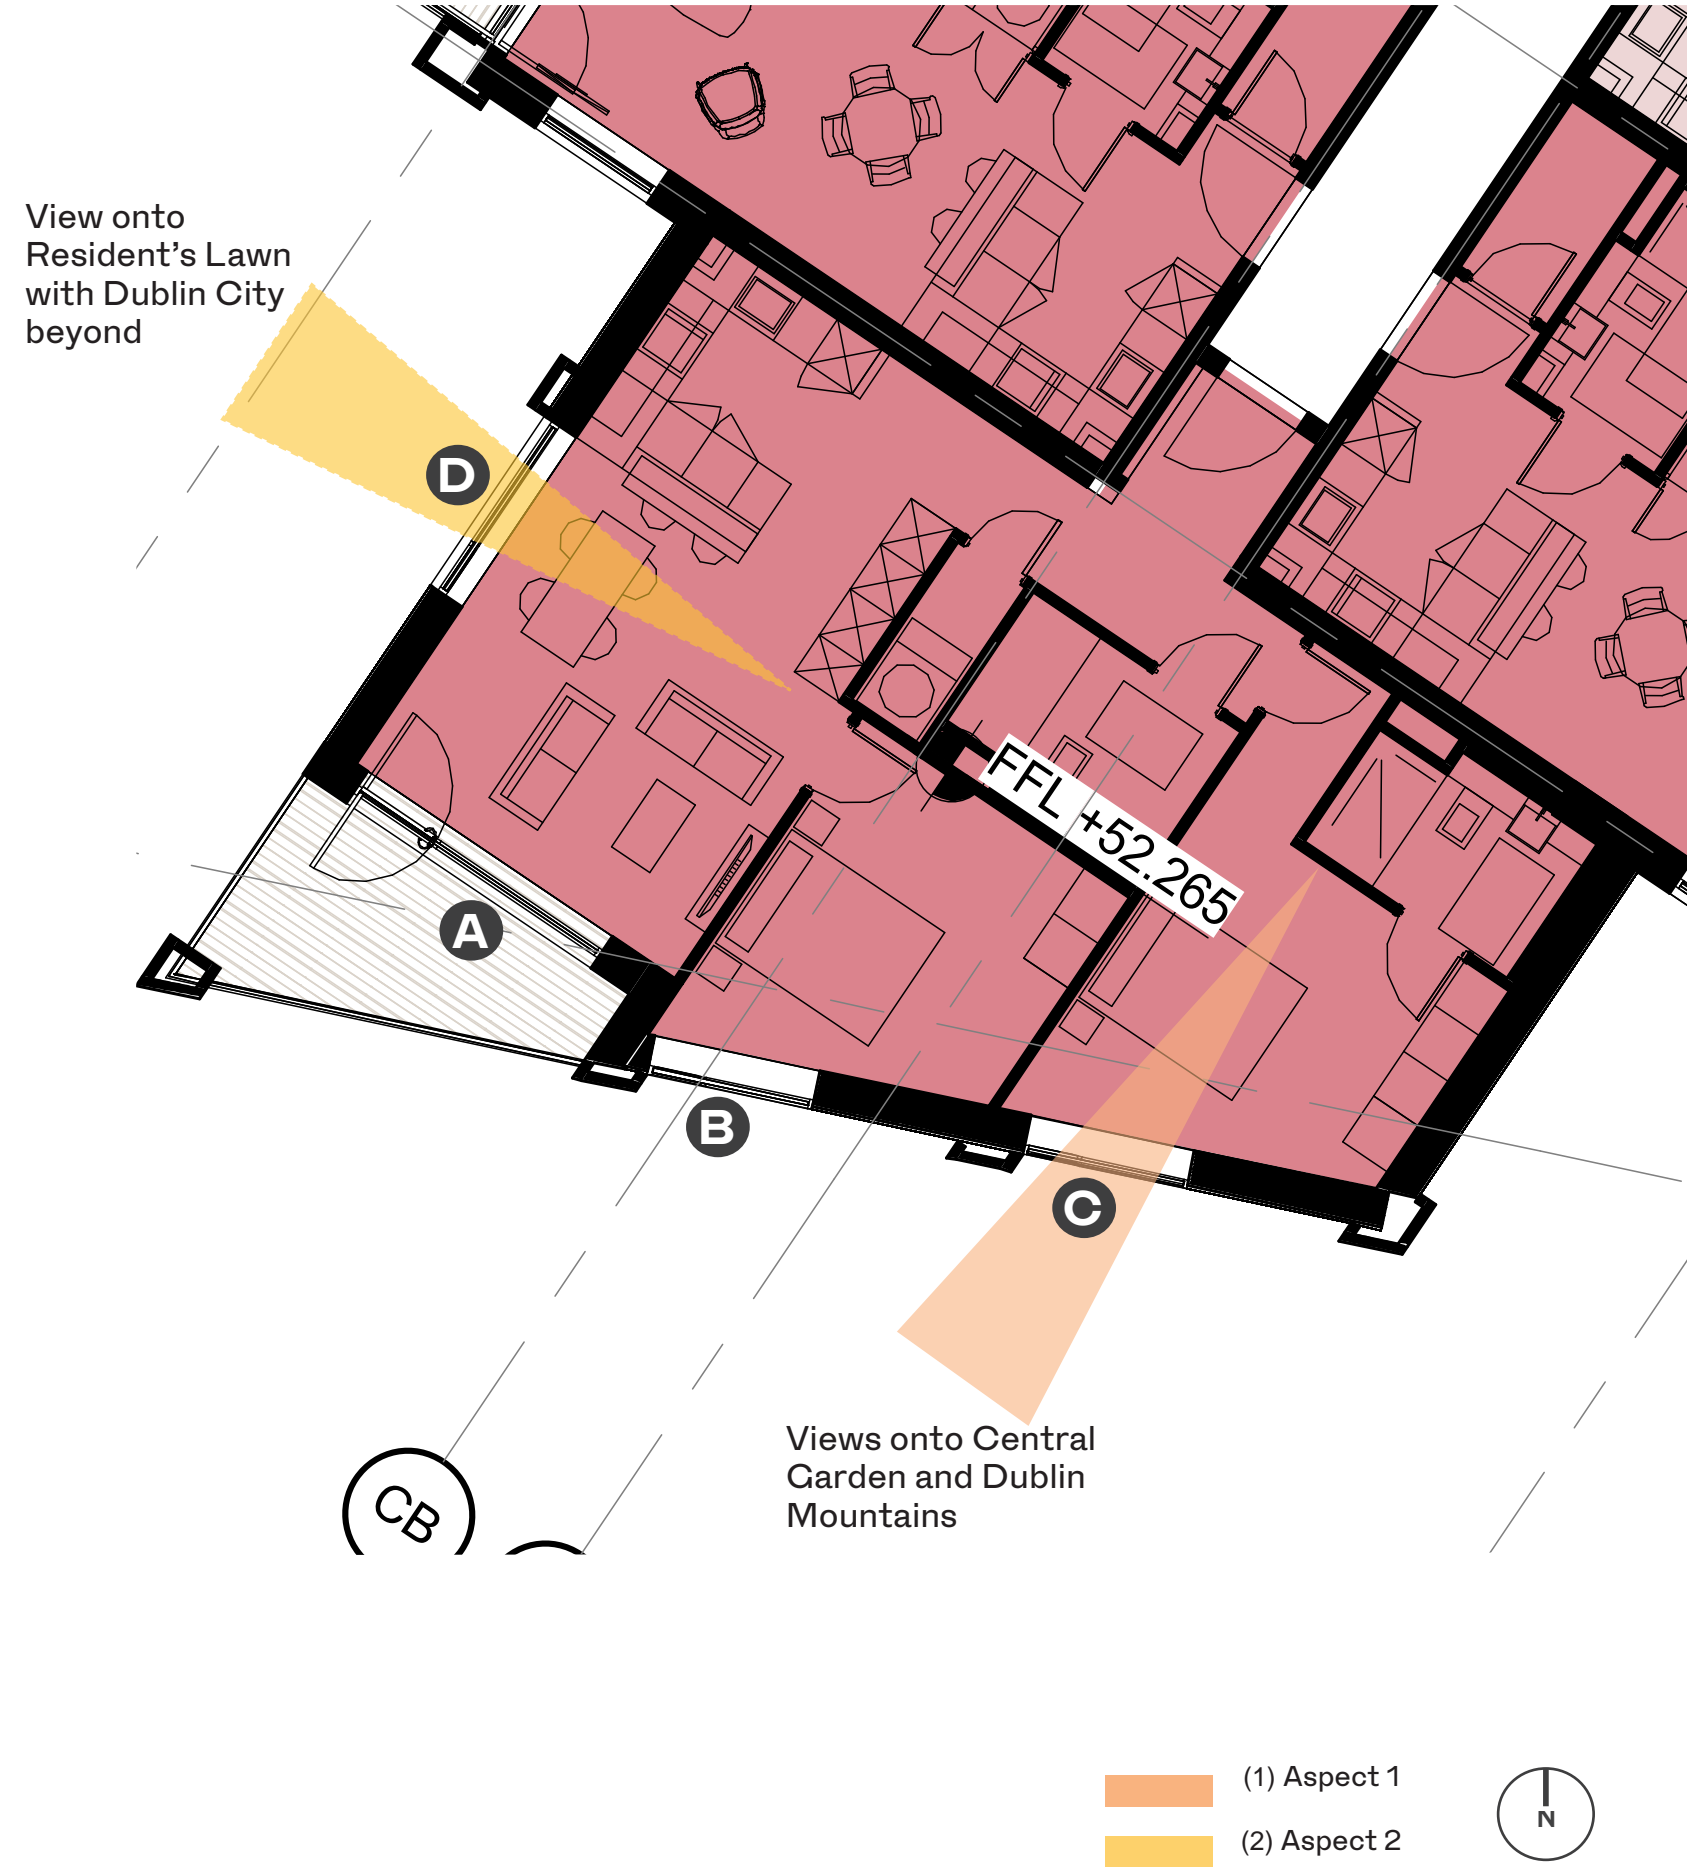 View onto
Resident’s Lawn
with Dublin City
beyond
D
FFL +52.265
A
B
C
Views onto Central
Garden and Dublin
Mountains
CB
(1) Aspect 1
(2) Aspect 2
N